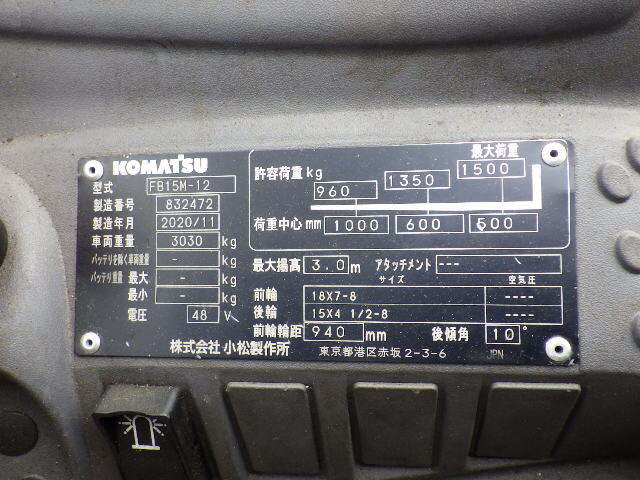 KOMATSU
型式 FB15M-12
製造番号 832472
製造年月 2020/11
車両重量 3030 kg
バッテリを除く車両重量 - kg
バッテリ重量 最大 - kg
最小 - kg
電圧 48 V
最大荷重
許容荷重 kg 960 1350 1500
荷重中心 mm 1000 600 500
最大揚高 3.0 m アタッチメント ---
サイズ 空気圧
前輪 18X7-8 ----
後輪 15X4 1/2-8 ----
前輪輪距 940 mm 後傾角 10°
株式会社 小松製作所 東京都港区赤坂 2-3-6 JPN